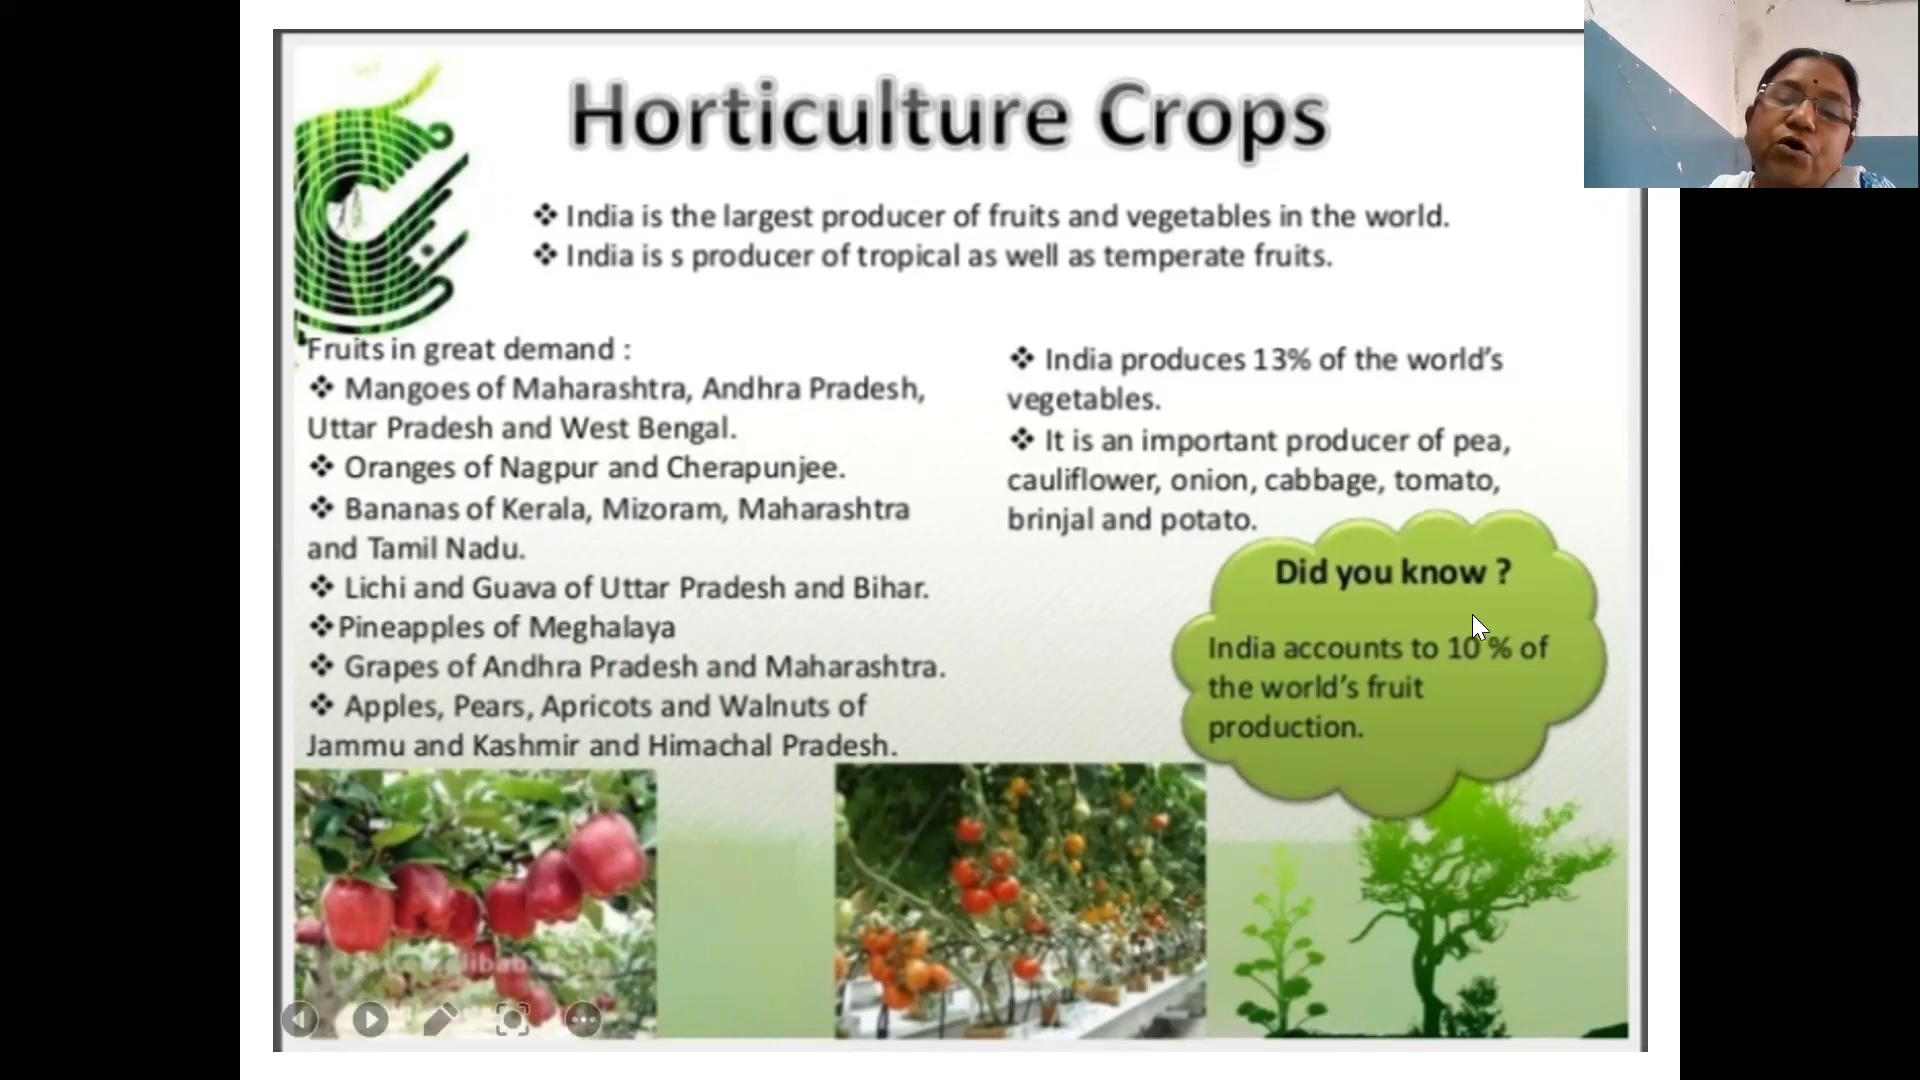 Horticulture Crops
❖ India is the largest producer of fruits and vegetables in the world.
❖ India is s producer of tropical as well as temperate fruits.
Fruits in great demand :
❖ Mangoes of Maharashtra, Andhra Pradesh,
Uttar Pradesh and West Bengal.
❖ Oranges of Nagpur and Cherapunjee.
❖ Bananas of Kerala, Mizoram, Maharashtra
and Tamil Nadu.
❖ Lichi and Guava of Uttar Pradesh and Bihar.
❖Pineapples of Meghalaya
❖ Grapes of Andhra Pradesh and Maharashtra.
❖ Apples, Pears, Apricots and Walnuts of
Jammu and Kashmir and Himachal Pradesh.
❖ India produces 13% of the world’s
vegetables.
❖ It is an important producer of pea,
cauliflower, onion, cabbage, tomato,
brinjal and potato.
Did you know ?
India accounts to 10 % of
the world’s fruit
production.